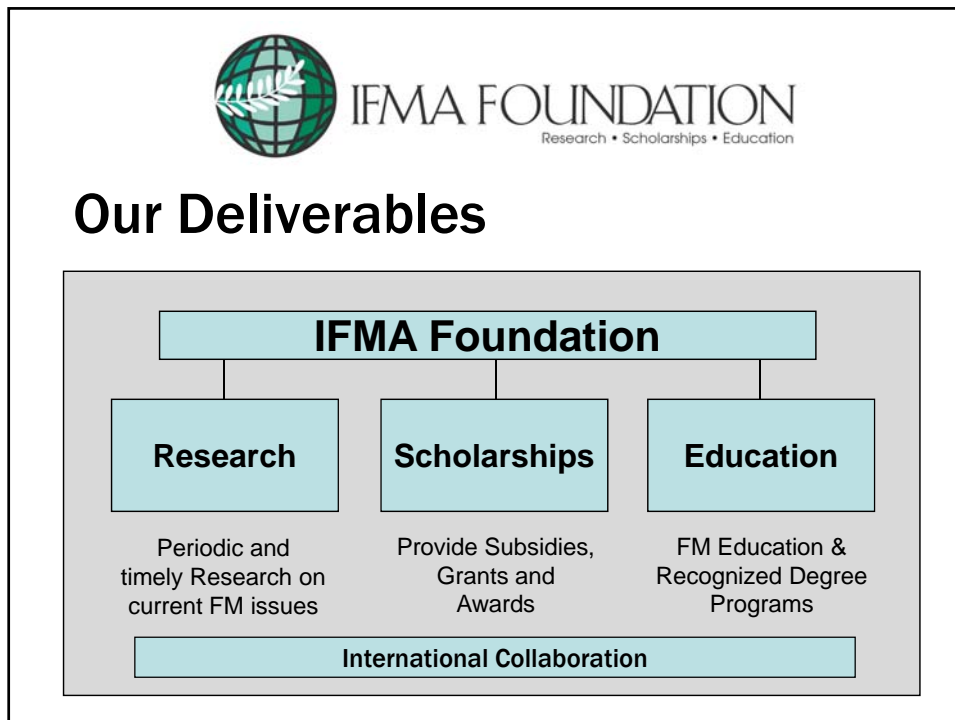 IFMA FOUNDATION
Research • Scholarships • Education
Our Deliverables
IFMA Foundation
Research
Scholarships
Education
Periodic and
timely Research on
current FM issues
Provide Subsidies,
Grants and
Awards
FM Education &
Recognized Degree
Programs
International Collaboration